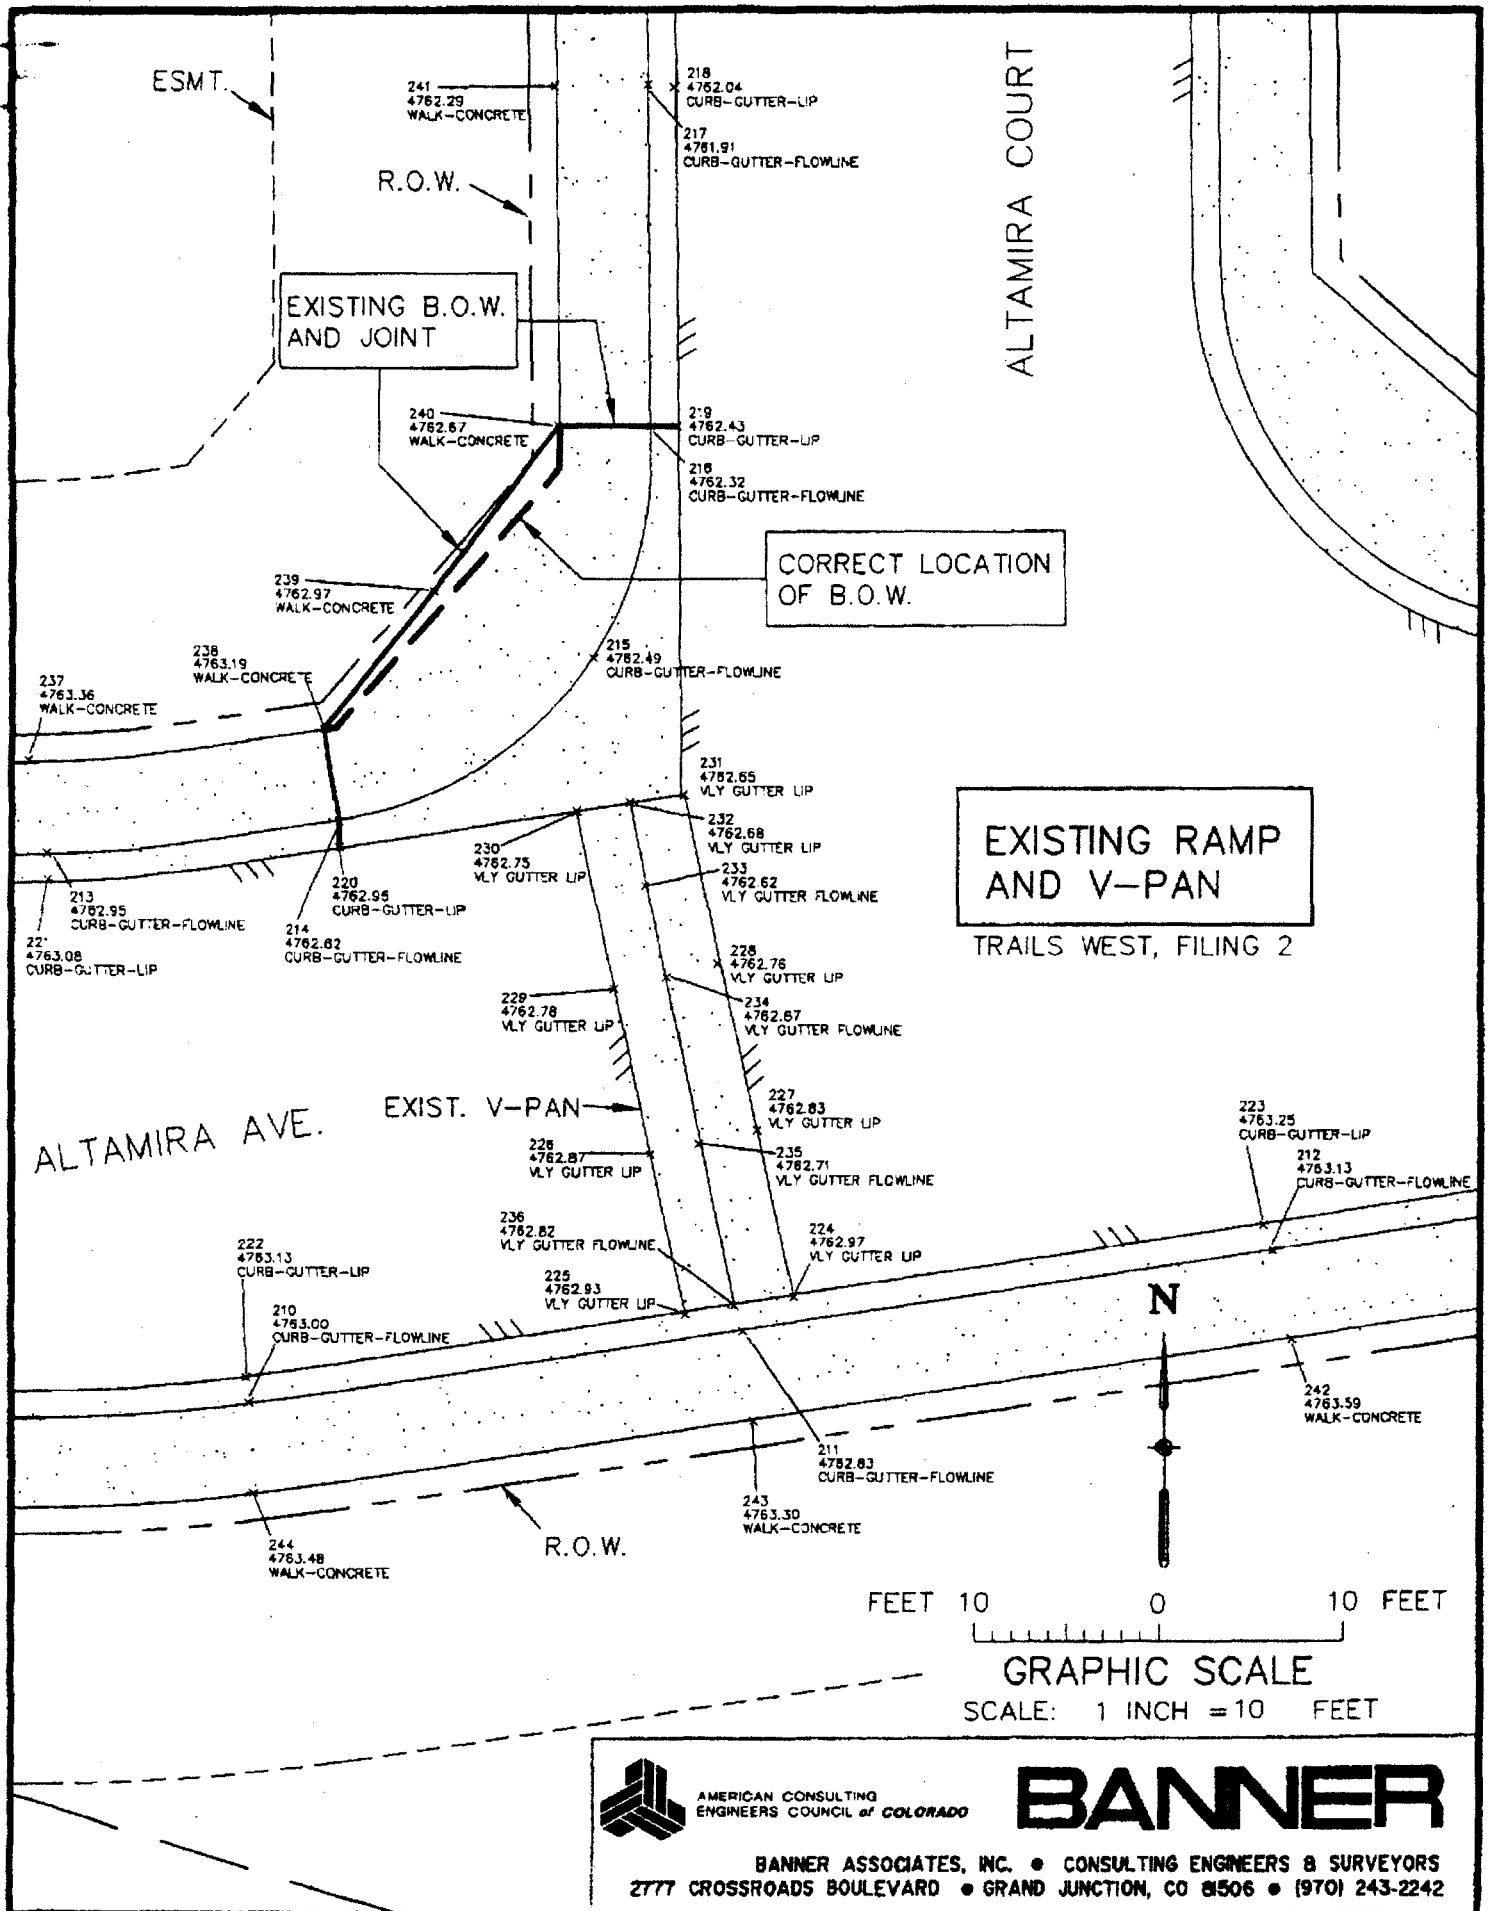 ESMT.
241
4762.29
WALK-CONCRETE
218
4762.04
CURB-GUTTER-LIP
217
4761.91
CURB-GUTTER-FLOWLINE
ALTAMIRA COURT
R.O.W.
EXISTING B.O.W.
AND JOINT
240
4762.67
WALK-CONCRETE
219
4762.43
CURB-GUTTER-LIP
216
4762.32
CURB-GUTTER-FLOWLINE
CORRECT LOCATION
OF B.O.W.
239
4762.97
WALK-CONCRETE
238
4763.19
WALK-CONCRETE
215
4762.49
CURB-GUTTER-FLOWLINE
237
4763.36
WALK-CONCRETE
231
4762.65
VLY GUTTER LIP
232
4762.68
VLY GUTTER LIP
230
4762.75
VLY GUTTER LIP
233
4762.62
VLY GUTTER FLOWLINE
EXISTING RAMP
AND V-PAN
TRAILS WEST, FILING 2
213
4762.95
CURB-GUTTER-FLOWLINE
220
4762.95
CURB-GUTTER-LIP
214
4762.82
CURB-GUTTER-FLOWLINE
221
4763.08
CURB-GUTTER-LIP
228
4762.76
VLY GUTTER LIP
229
4762.78
VLY GUTTER LIP
234
4762.67
VLY GUTTER FLOWLINE
EXIST. V-PAN
ALTAMIRA AVE.
227
4762.83
VLY GUTTER LIP
226
4762.87
VLY GUTTER LIP
235
4762.71
VLY GUTTER FLOWLINE
223
4763.25
CURB-GUTTER-LIP
212
4763.13
CURB-GUTTER-FLOWLINE
236
4762.82
VLY GUTTER FLOWLINE
224
4762.97
VLY GUTTER LIP
222
4763.13
CURB-GUTTER-LIP
225
4762.93
VLY GUTTER LIP
210
4763.00
CURB-GUTTER-FLOWLINE
N
242
4763.59
WALK-CONCRETE
211
4762.83
CURB-GUTTER-FLOWLINE
243
4763.30
WALK-CONCRETE
244
4763.48
WALK-CONCRETE
R.O.W.
FEET 10 0 10 FEET
GRAPHIC SCALE
SCALE: 1 INCH = 10 FEET
AMERICAN CONSULTING
ENGINEERS COUNCIL of COLORADO
BANNER
BANNER ASSOCIATES, INC. ● CONSULTING ENGINEERS & SURVEYORS
2777 CROSSROADS BOULEVARD ● GRAND JUNCTION, CO 81506 ● (970) 243-2242